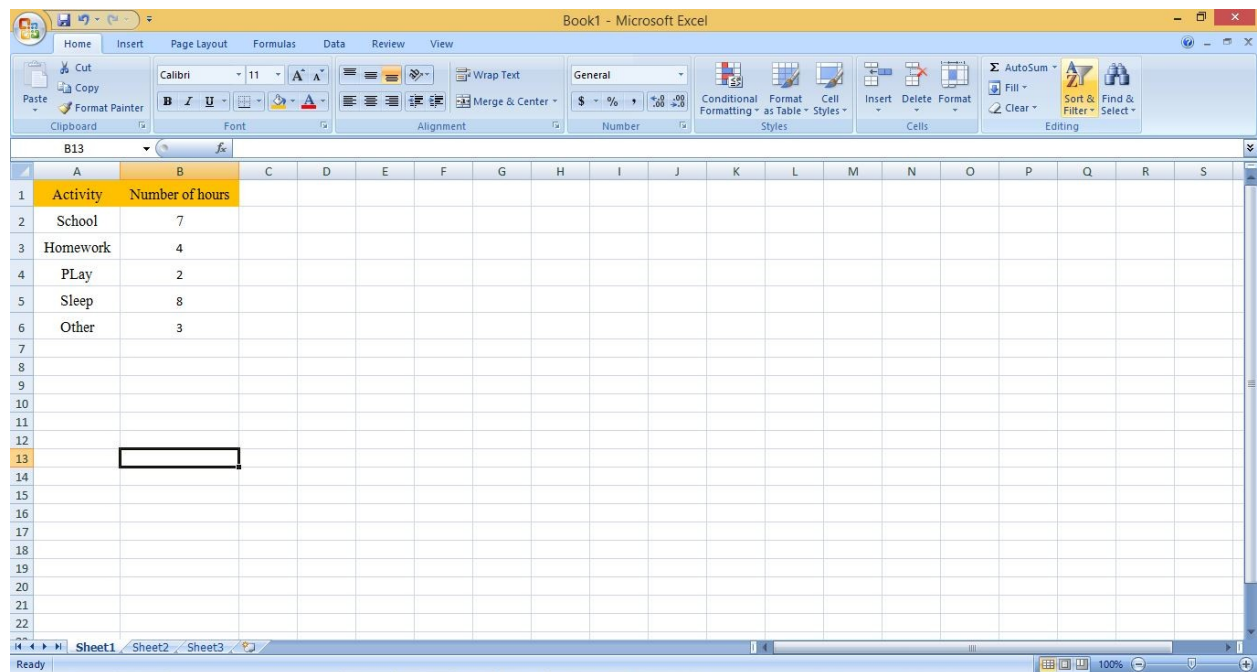 Book1 - Microsoft Excel
Home Insert Page Layout Formulas Data Review View
Paste
Cut
Copy
Format Painter
Clipboard
Calibri 11 A A
B I U A
Font
Wrap Text
Merge & Center
Alignment
General
$ % , .0 .00 .00 .0
Number
Conditional Formatting
Format as Table
Cell Styles
Styles
Insert Delete Format
Cells
Σ AutoSum
Fill
Clear
Sort & Filter
Find & Select
Editing
B13 fx
A B C D E F G H I J K L M N O P Q R S
1 Activity Number of hours
2 School 7
3 Homework 4
4 PLay 2
5 Sleep 8
6 Other 3
7
8
9
10
11
12
13
14
15
16
17
18
19
20
21
22
Sheet1 Sheet2 Sheet3
Ready 100%